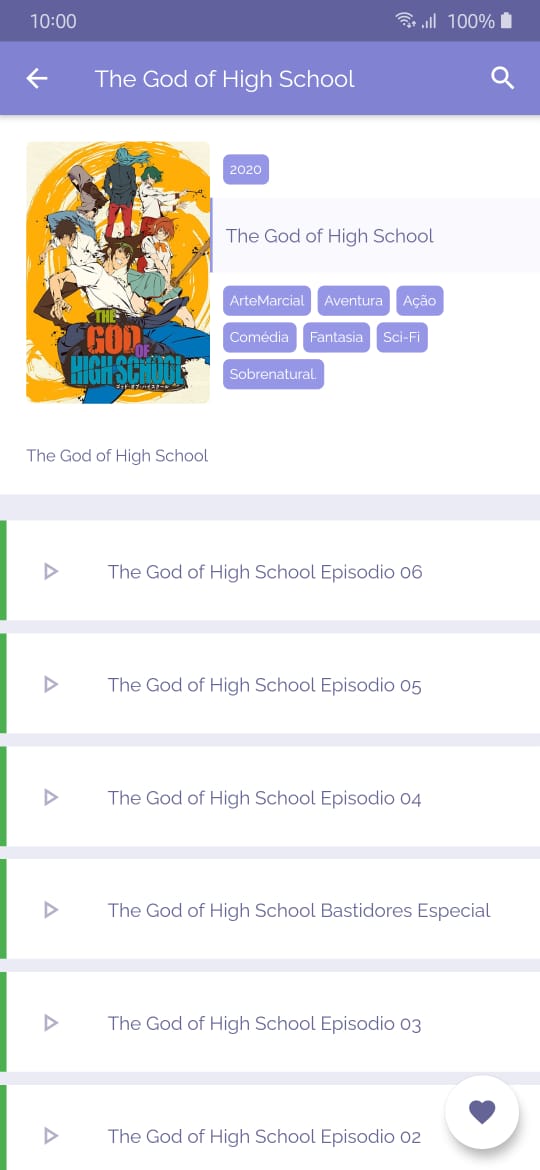 10:00
100%
The God of High School
2020
The God of High School
ArteMarcial Aventura Ação
Comédia Fantasia Sci-Fi
Sobrenatural.
THE
GOD OF
HIGH SCHOOL
ゴッド・オブ・ハイスクール
The God of High School
The God of High School Episodio 06
The God of High School Episodio 05
The God of High School Episodio 04
The God of High School Bastidores Especial
The God of High School Episodio 03
The God of High School Episodio 02